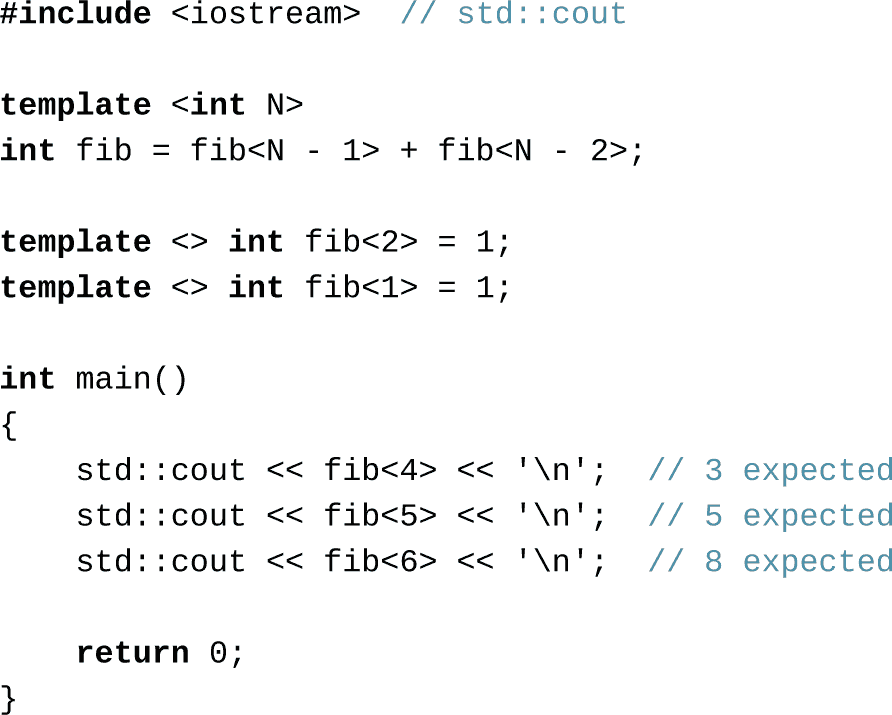 #include <iostream>  // std::cout

template <int N>
int fib = fib<N - 1> + fib<N - 2>;

template <> int fib<2> = 1;
template <> int fib<1> = 1;

int main()
{
    std::cout << fib<4> << '\n';  // 3 expected
    std::cout << fib<5> << '\n';  // 5 expected
    std::cout << fib<6> << '\n';  // 8 expected

    return 0;
}